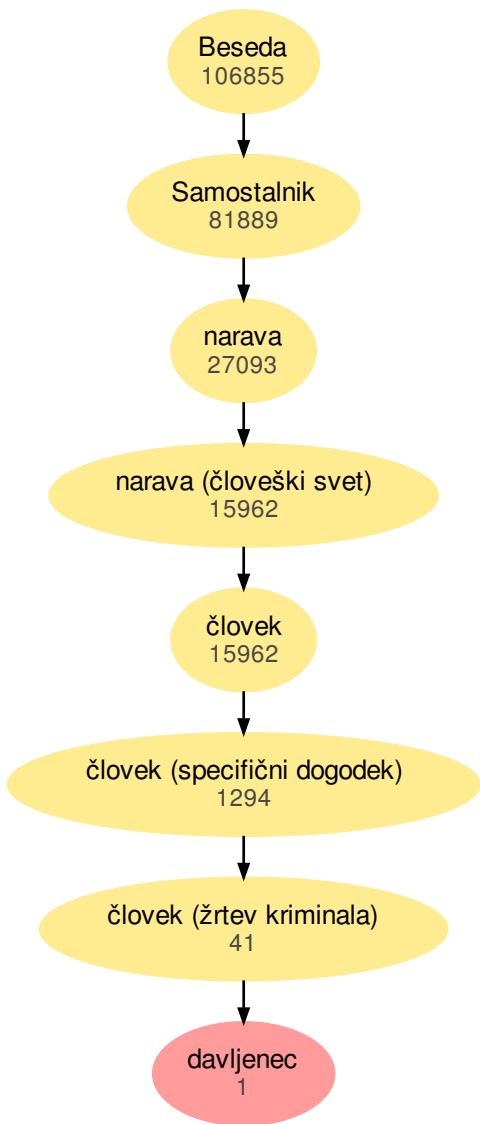 Beseda
106855
Samostalnik
81889
narava
27093
narava (človeški svet)
15962
človek
15962
človek (specifični dogodek)
1294
človek (žrtev kriminala)
41
davljenec
1